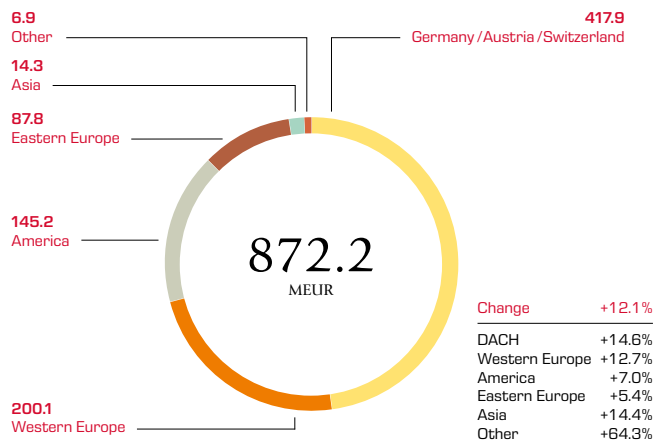 6.9
Other
14.3
Asia
87.8
Eastern Europe
145.2
America
200.1
Western Europe
417.9
Germany/Austria/Switzerland
872.2
MEUR
Change +12.1%
DACH +14.6%
Western Europe +12.7%
America +7.0%
Eastern Europe +5.4%
Asia +14.4%
Other +64.3%